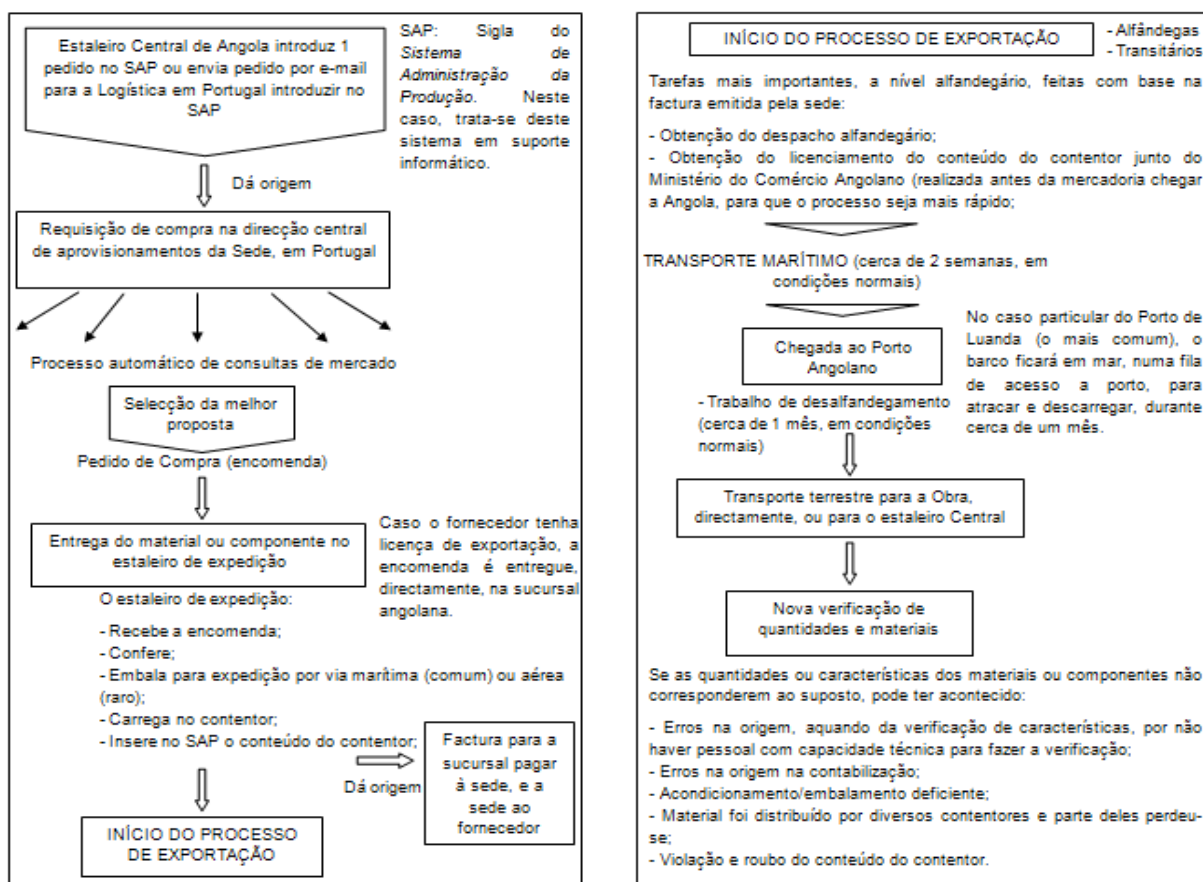 Estaleiro Central de Angola introduz 1
pedido no SAP ou envia pedido por e-mail
para a Logística em Portugal introduzir no
SAP
SAP: Sigla do
Sistema de
Administração da
Produção. Neste
caso, trata-se deste
sistema em suporte
informático.
Dá origem
Requisição de compra na direcção central
de aprovisionamentos da Sede, em Portugal
Processo automático de consultas de mercado
Selecção da melhor
proposta
Pedido de Compra (encomenda)
Entrega do material ou componente no
estaleiro de expedição
Caso o fornecedor tenha
licença de exportação, a
encomenda é entregue,
directamente, na sucursal
angolana.
O estaleiro de expedição:
- Recebe a encomenda;
- Confere;
- Embala para expedição por via marítima (comum) ou aérea
(raro);
- Carrega no contentor;
- Insere no SAP o conteúdo do contentor;
Dá origem
Factura para a
sucursal pagar
à sede, e a
sede ao
fornecedor
INÍCIO DO PROCESSO
DE EXPORTAÇÃO
INÍCIO DO PROCESSO DE EXPORTAÇÃO
- Alfândegas
- Transitários
Tarefas mais importantes, a nível alfandegário, feitas com base na
factura emitida pela sede:
- Obtenção do despacho alfandegário;
- Obtenção do licenciamento do conteúdo do contentor junto do
Ministério do Comércio Angolano (realizada antes da mercadoria chegar
a Angola, para que o processo seja mais rápido;
TRANSPORTE MARÍTIMO (cerca de 2 semanas, em
condições normais)
Chegada ao Porto
Angolano
No caso particular do Porto de
Luanda (o mais comum), o
barco ficará em mar, numa fila
de acesso a porto, para
atracar e descarregar, durante
cerca de um mês.
- Trabalho de desalfandegamento
(cerca de 1 mês, em condições
normais)
Transporte terrestre para a Obra,
directamente, ou para o estaleiro Central
Nova verificação de
quantidades e materiais
Se as quantidades ou características dos materiais ou componentes não
corresponderem ao suposto, pode ter acontecido:
- Erros na origem, aquando da verificação de características, por não
haver pessoal com capacidade técnica para fazer a verificação;
- Erros na origem na contabilização;
- Acondicionamento/embalamento deficiente;
- Material foi distribuído por diversos contentores e parte deles perdeu-
se;
- Violação e roubo do conteúdo do contentor.